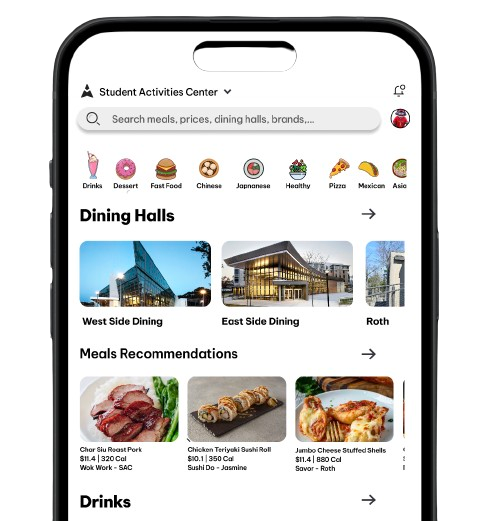 Student Activities Center
Search meals, prices, dining halls, brands,...
Drinks Dessert Fast Food Chinese Japnanese Healthy Pizza Mexican Asia
Dining Halls
West Side Dining East Side Dining Roth
Meals Recommendations
Char Siu Roast Pork Chicken Teriyaki Sushi Roll Jumbo Cheese Stuffed Shells
$11.4 | 320 Cal $10.1 | 350 Cal $11.4 | 880 Cal
Wok Work - SAC Sushi Do - Jasmine Savor - Roth
Drinks